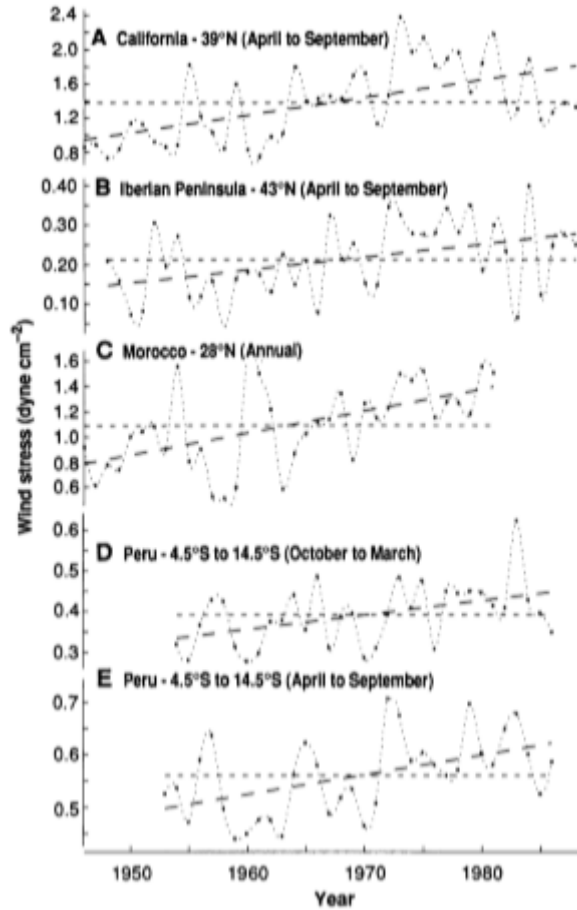 A California - 39°N (April to September)
2.4
2.0
1.6
1.2
0.8
B Iberian Peninsula - 43°N (April to September)
0.40
0.30
0.20
0.10
C Morocco - 28°N (Annual)
1.6
1.4
1.2
1.0
0.8
0.6
D Peru - 4.5°S to 14.5°S (October to March)
0.6
0.5
0.4
0.3
E Peru - 4.5°S to 14.5°S (April to September)
0.7
0.6
0.5
Wind stress (dyne cm⁻²)
1950 1960 1970 1980
Year